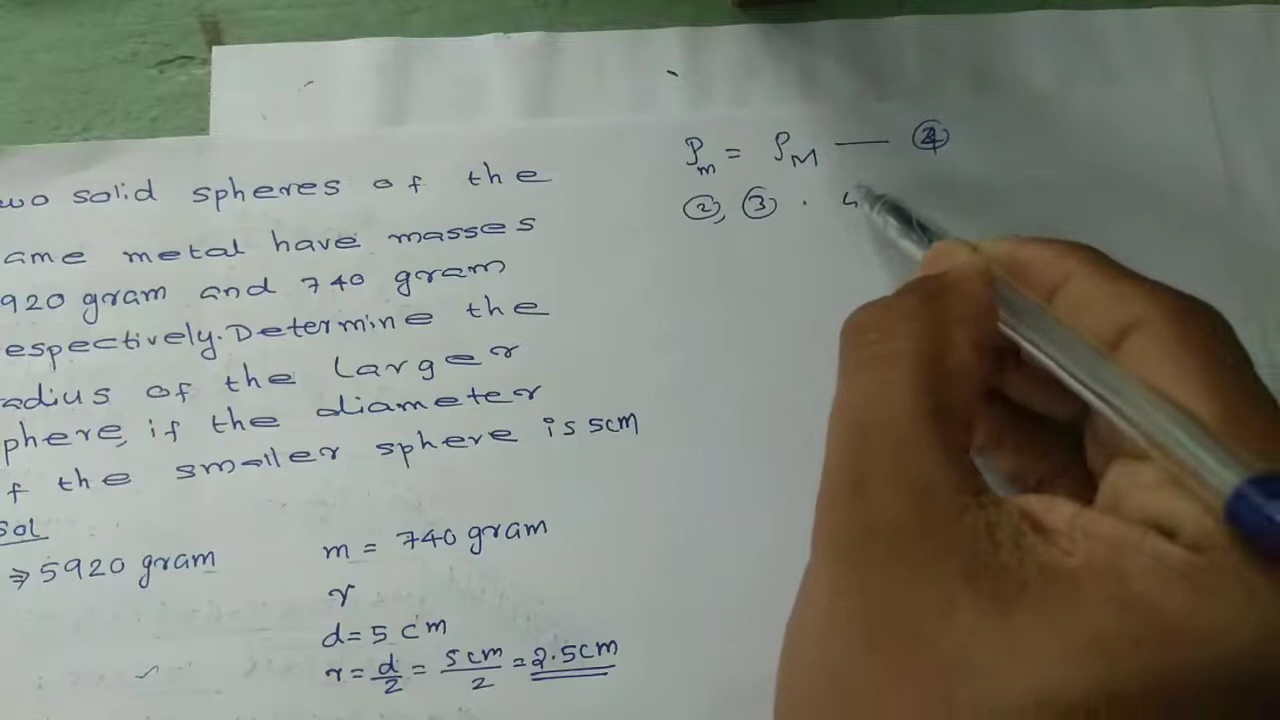 wo solid spheres of the
ame metal have masses
920 gram and 740 gram
espectively. Determine the
adius of the larger
phere, if the diameter
f the smaller sphere is 5cm
sol
⇒ 5920 gram
m = 740 gram
r
d = 5 cm
r = d/2 = 5cm/2 = 2.5cm
ρm = ρM — ④
②, ③ . 4